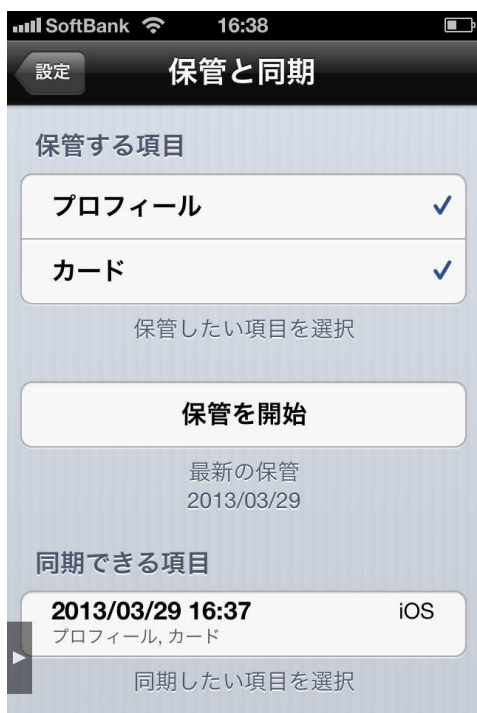 SoftBank 16:38
設定 保管と同期
保管する項目
プロフィール
カード
保管したい項目を選択
保管を開始
最新の保管
2013/03/29
同期できる項目
2013/03/29 16:37 iOS
プロフィール, カード
同期したい項目を選択